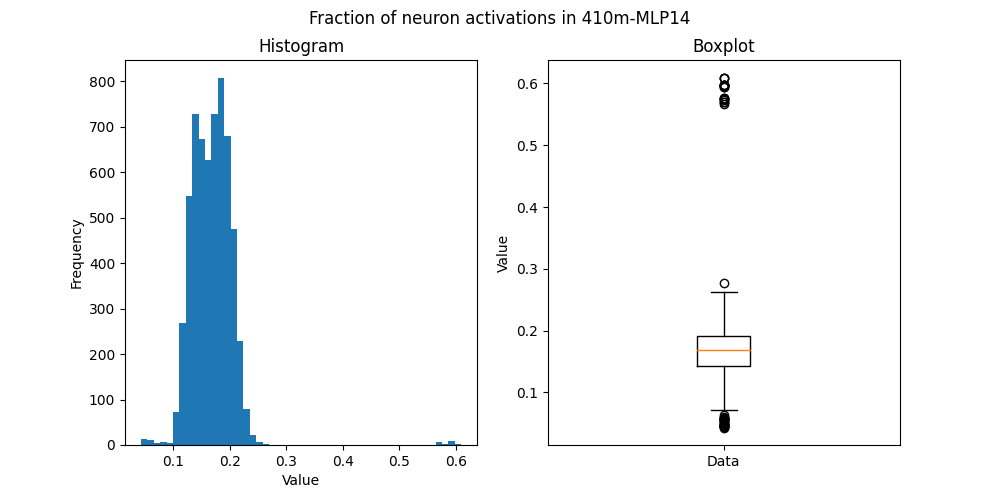 Fraction of neuron activations in 410m-MLP14
Histogram
Frequency
800
700
600
500
400
300
200
100
0
0.1 0.2 0.3 0.4 0.5 0.6
Value
Boxplot
Value
0.6
0.5
0.4
0.3
0.2
0.1
Data